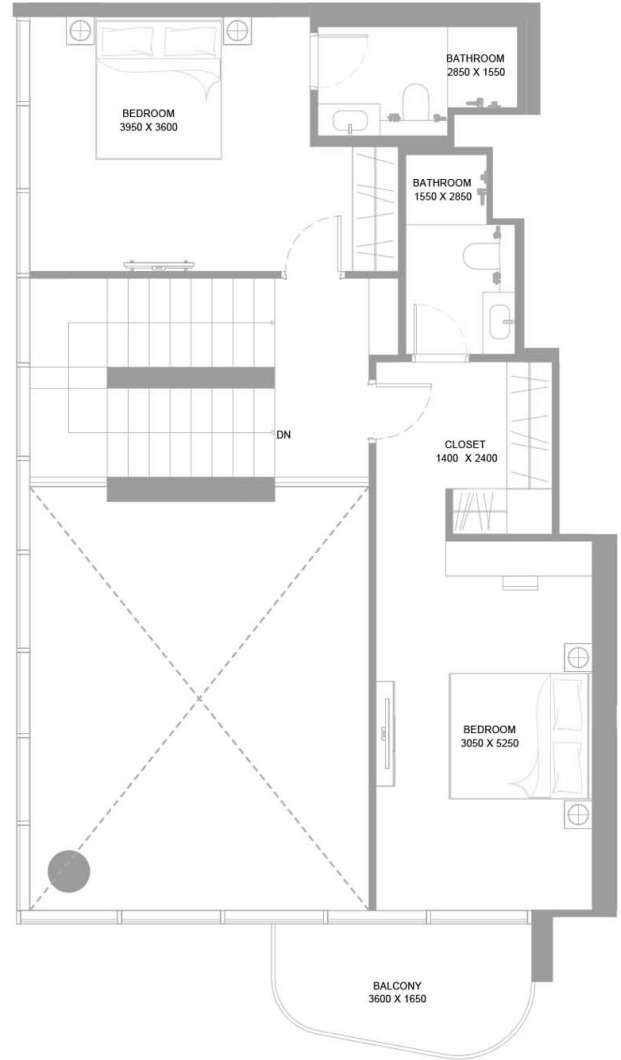 BATHROOM
2850 X 1550
BEDROOM
3950 X 3600
BATHROOM
1550 X 2850
DN
CLOSET
1400 X 2400
BEDROOM
3050 X 5250
BALCONY
3600 X 1650